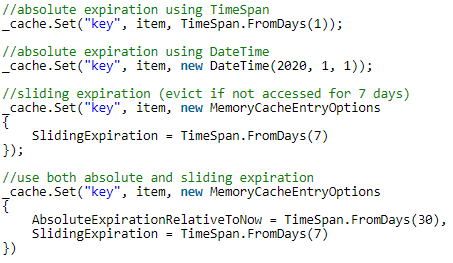 //absolute expiration using TimeSpan
_cache.Set("key", item, TimeSpan.FromDays(1));
//absolute expiration using DateTime
_cache.Set("key", item, new DateTime(2020, 1, 1));
//sliding expiration (evict if not accessed for 7 days)
_cache.Set("key", item, new MemoryCacheEntryOptions
{
    SlidingExpiration = TimeSpan.FromDays(7)
});
//use both absolute and sliding expiration
_cache.Set("key", item, new MemoryCacheEntryOptions
{
    AbsoluteExpirationRelativeToNow = TimeSpan.FromDays(30),
    SlidingExpiration = TimeSpan.FromDays(7)
})